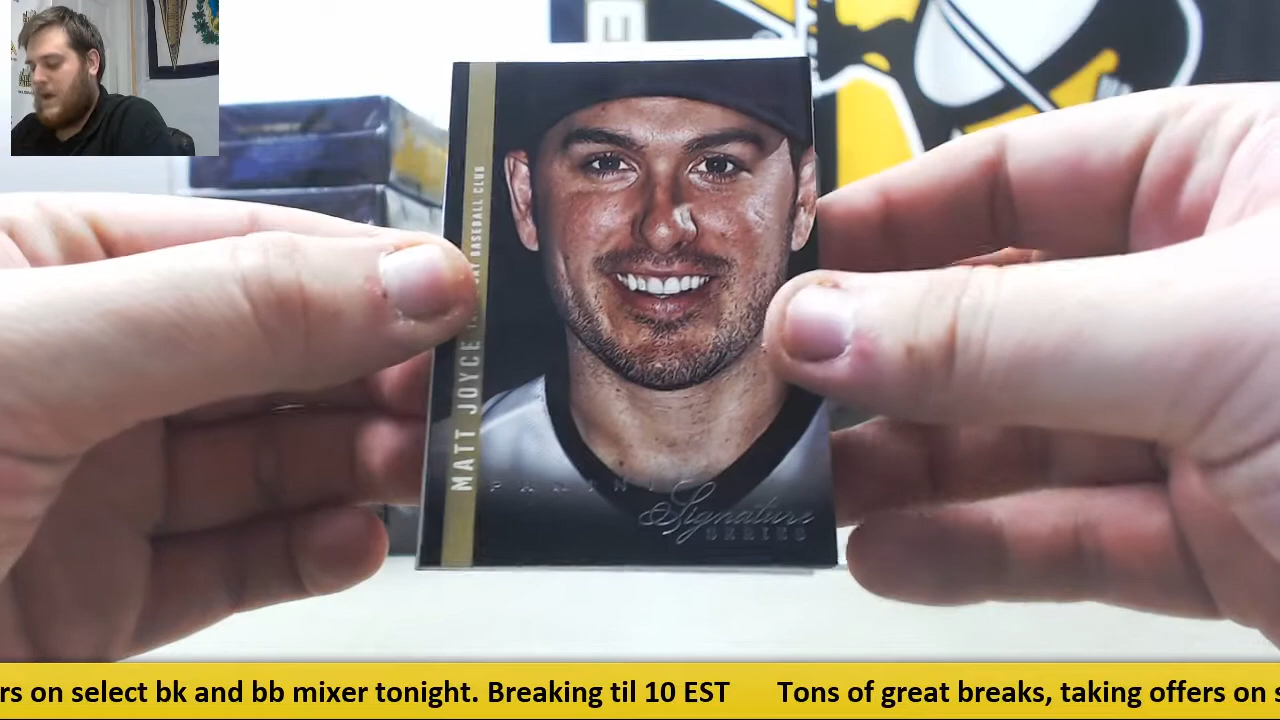 MATT JOYCE
BASEBALL CLUB
PANINI
Signature
SERIES
rs on select bk and bb mixer tonight. Breaking til 10 EST Tons of great breaks, taking offers on s